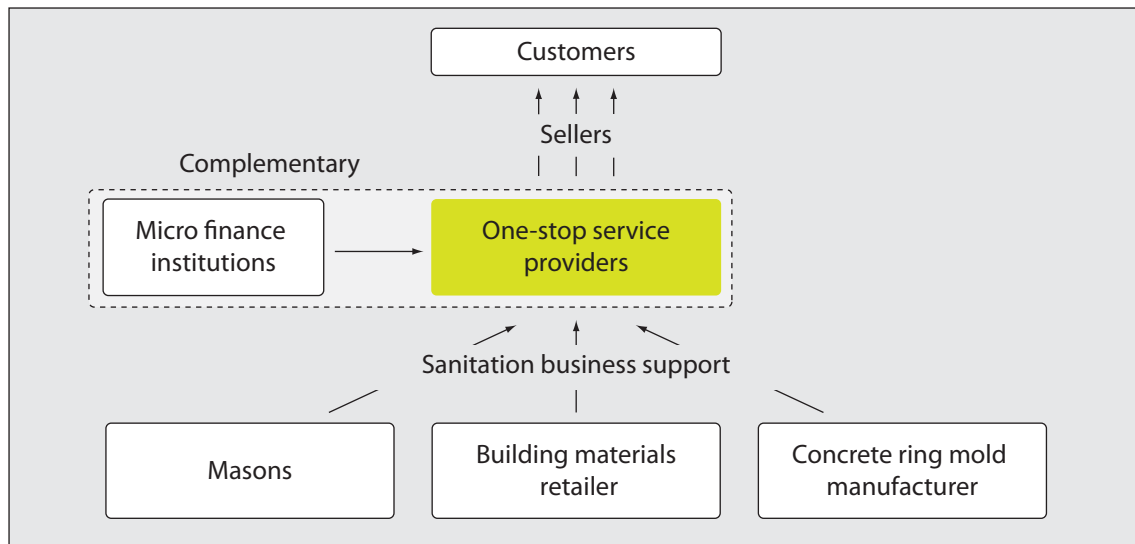 Customers
Sellers
Complementary
Micro finance
institutions
One-stop service
providers
Sanitation business support
Masons
Building materials
retailer
Concrete ring mold
manufacturer